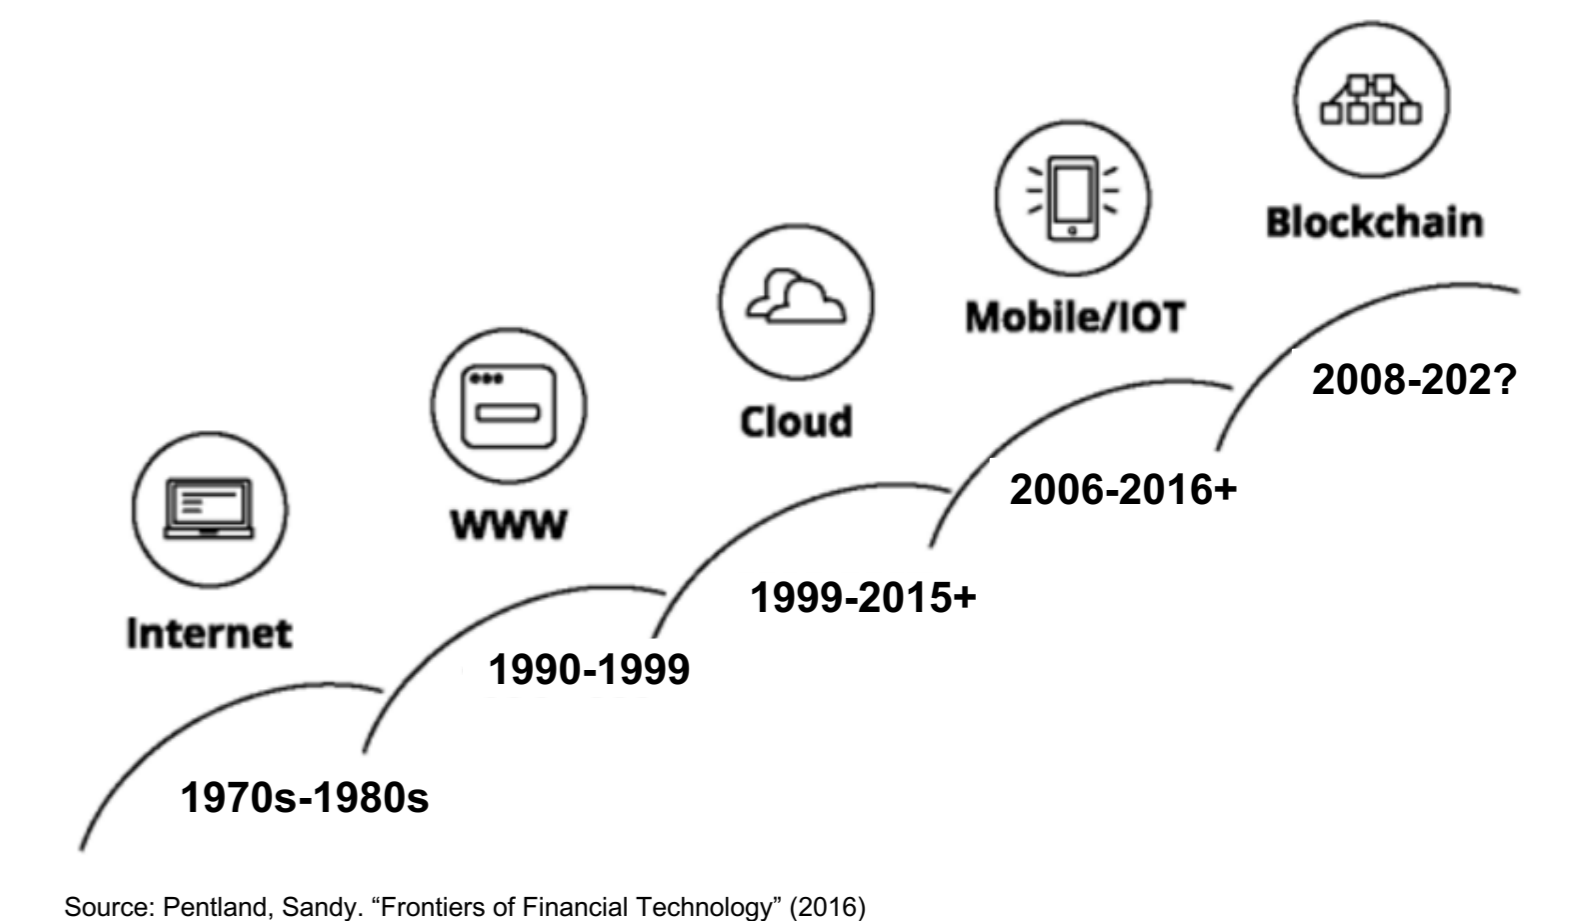 Internet
1970s-1980s
WWW
1990-1999
Cloud
1999-2015+
Mobile/IOT
2006-2016+
Blockchain
2008-202?
Source: Pentland, Sandy. “Frontiers of Financial Technology” (2016)